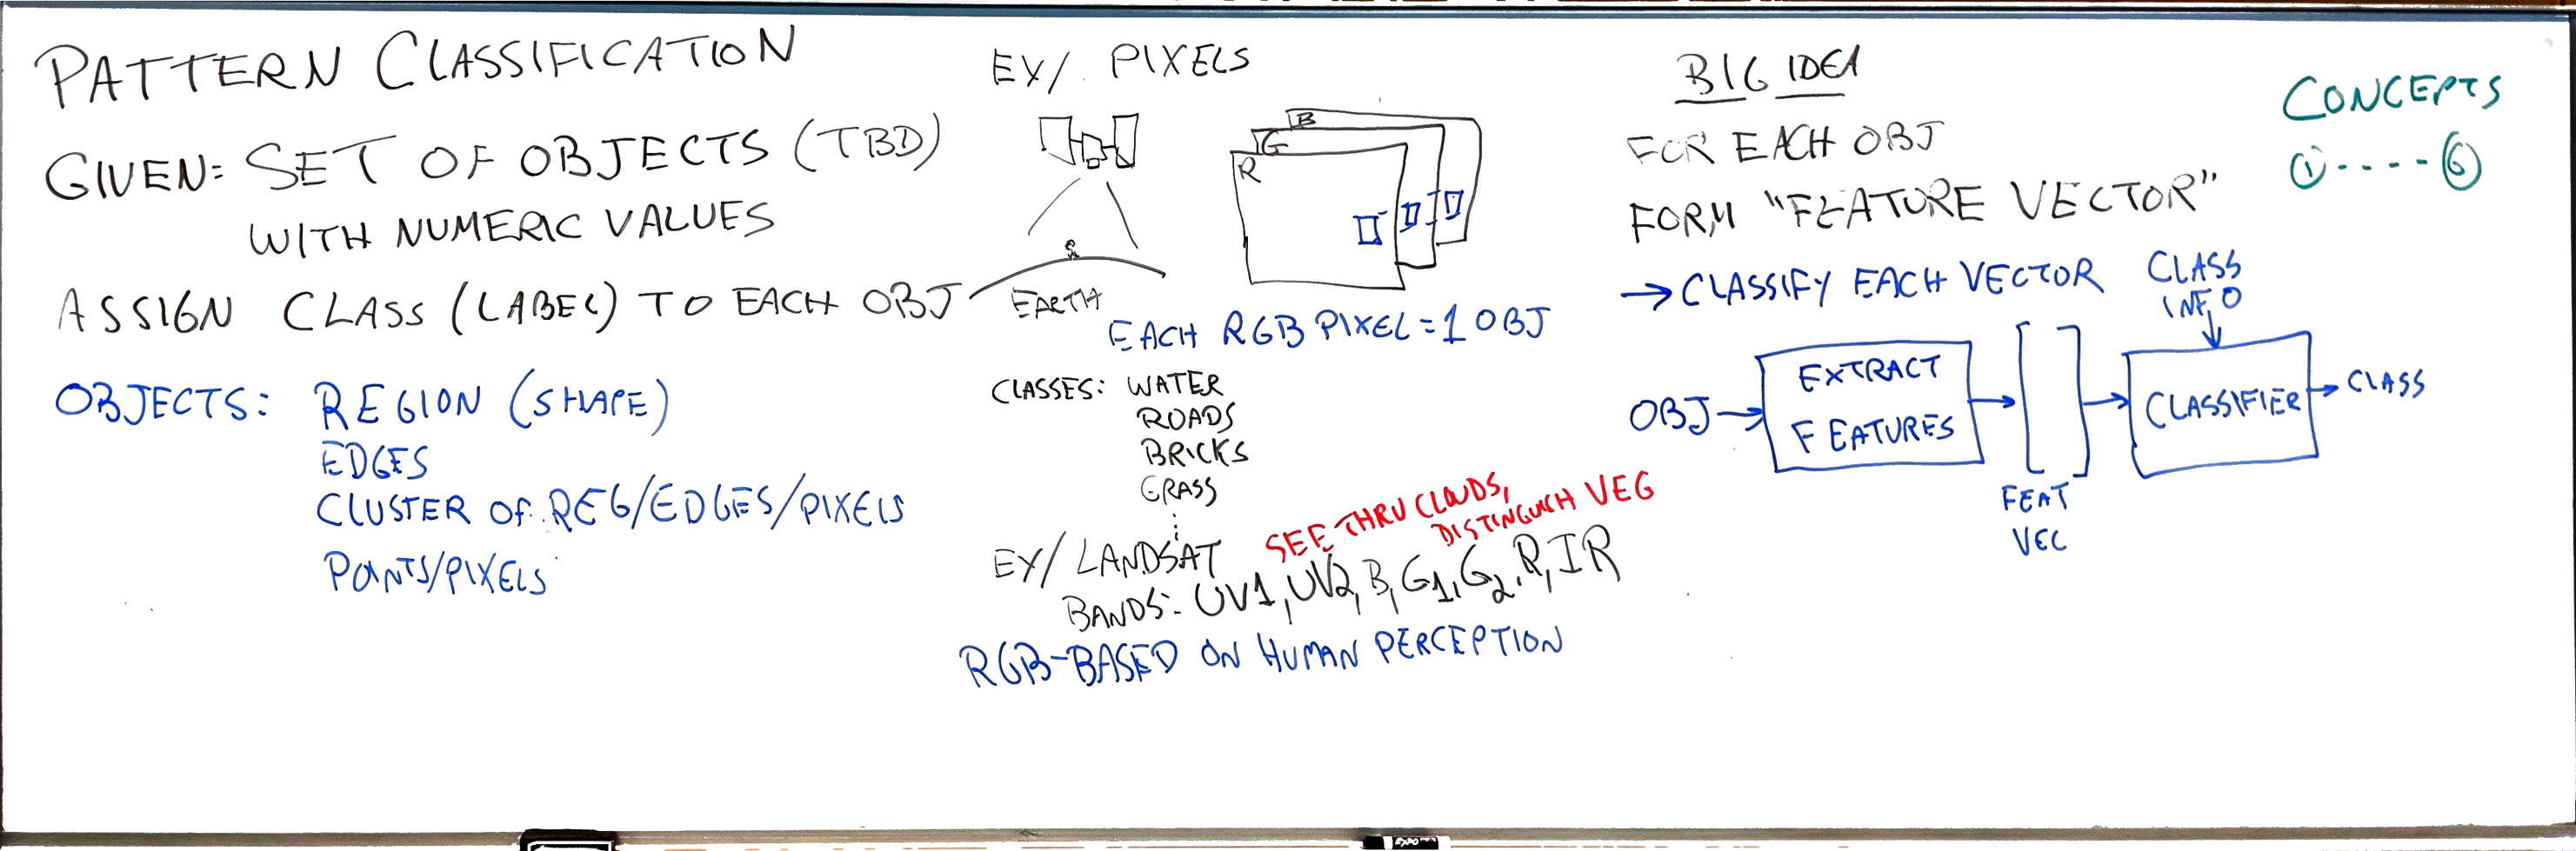 PATTERN CLASSIFICATION
GIVEN: SET OF OBJECTS (TBD)
WITH NUMERIC VALUES
ASSIGN CLASS (LABEL) TO EACH OBJ
OBJECTS: REGION (SHAPE)
EDGES
CLUSTER OF REG/EDGES/PIXELS
POINTS/PIXELS
EX/ PIXELS
B
G
R
EARTH
EACH RGB PIXEL = 1 OBJ
CLASSES: WATER
ROADS
BRICKS
GRASS
SEE THRU CLOUDS,
DISTINGUISH VEG
EX/ LANDSAT
BANDS: UV1, UV2, B, G1, G2, R, IR
RGB-BASED ON HUMAN PERCEPTION
BIG IDEA
FOR EACH OBJ
FORM "FEATURE VECTOR"
→ CLASSIFY EACH VECTOR
CLASS
INFO
OBJ → EXTRACT FEATURES → [ ] → CLASSIFIER → CLASS
FEAT
VEC
CONCEPTS
① - - - - ⑥
EXPO